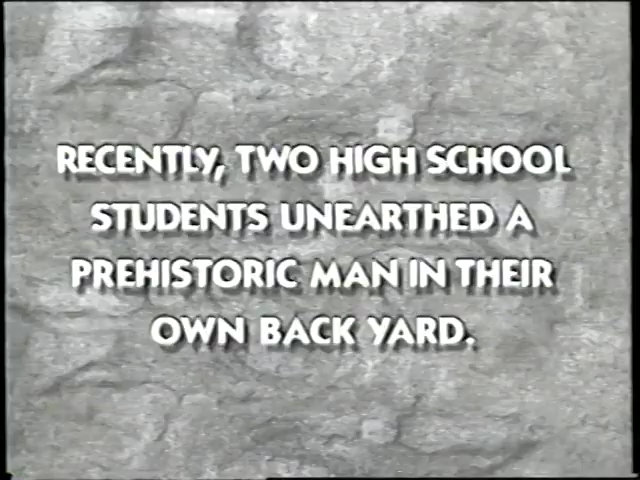 RECENTLY, TWO HIGH SCHOOL
STUDENTS UNEARTHED A
PREHISTORIC MAN IN THEIR
OWN BACK YARD.